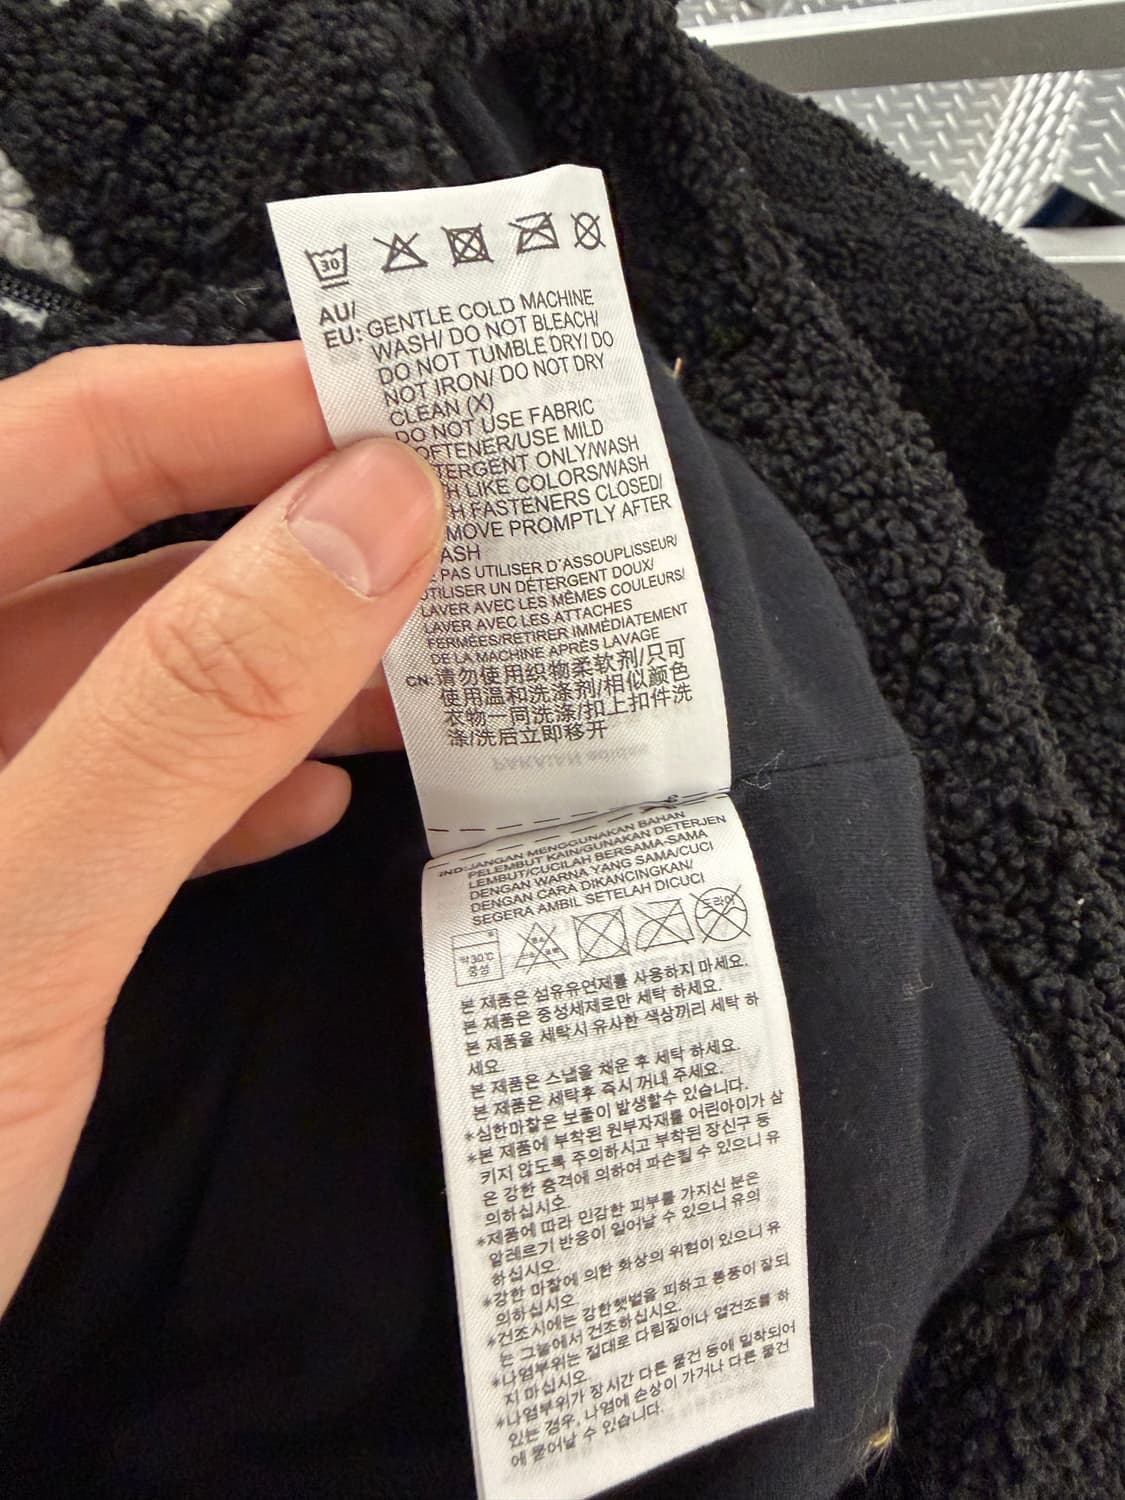 30
AU/
EU: GENTLE COLD MACHINE
WASH/ DO NOT BLEACH/
DO NOT TUMBLE DRY/ DO
NOT IRON/ DO NOT DRY
CLEAN (X)
DO NOT USE FABRIC
OFTENER/USE MILD
TERGENT ONLY/WASH
H LIKE COLORS/WASH
H FASTENERS CLOSED/
MOVE PROMPTLY AFTER
ASH
PAS UTILISER D'ASSOUPLISSEUR/
UTILISER UN DÉTERGENT DOUX/
LAVER AVEC LES MÊMES COULEURS/
LAVER AVEC LES ATTACHES
FERMÉES/RETIRER IMMÉDIATEMENT
DE LA MACHINE APRÈS LAVAGE
CN: 请勿使用织物柔软剂/只可
使用温和洗涤剂/相似颜色
衣物一同洗涤/扣上扣件洗
涤/洗后立即移开
IND: JANGAN MENGGUNAKAN BAHAN
PELEMBUT KAIN/GUNAKAN DETERJEN
LEMBUT/CUCILAH BERSAMA-SAMA
DENGAN WARNA YANG SAMA/CUCI
DENGAN CARA DIKANCINGKAN/
SEGERA AMBIL SETELAH DICUCI
약30℃
중성
드라이
본 제품은 섬유유연제를 사용하지 마세요.
본 제품은 중성세제로만 세탁 하세요.
본 제품을 세탁시 유사한 색상끼리 세탁 하
세요.
본 제품은 스냅을 채운 후 세탁 하세요.
본 제품은 세탁후 즉시 꺼내 주세요.
*심한마찰은 보풀이 발생할수 있습니다.
*본 제품에 부착된 원부자재를 어린아이가 삼
키지 않도록 주의하시고 부착된 장신구 등
은 강한 충격에 의하여 파손될 수 있으니 유
의하십시오.
*제품에 따라 민감한 피부를 가지신 분은
알레르기 반응이 일어날 수 있으니 유의
하십시오.
*강한 마찰에 의한 화상의 위험이 있으니 유
의하십시오.
*건조시에는 강한햇볕을 피하고 통풍이 잘되
는 그늘에서 건조하십시오.
*나염부위는 절대로 다림질이나 열건조를 하
지 마십시오.
*나염부위가 장시간 다른 물건 등에 밀착되어
있는 경우, 나염에 손상이 가거나 다른 물건
에 묻어날 수 있습니다.